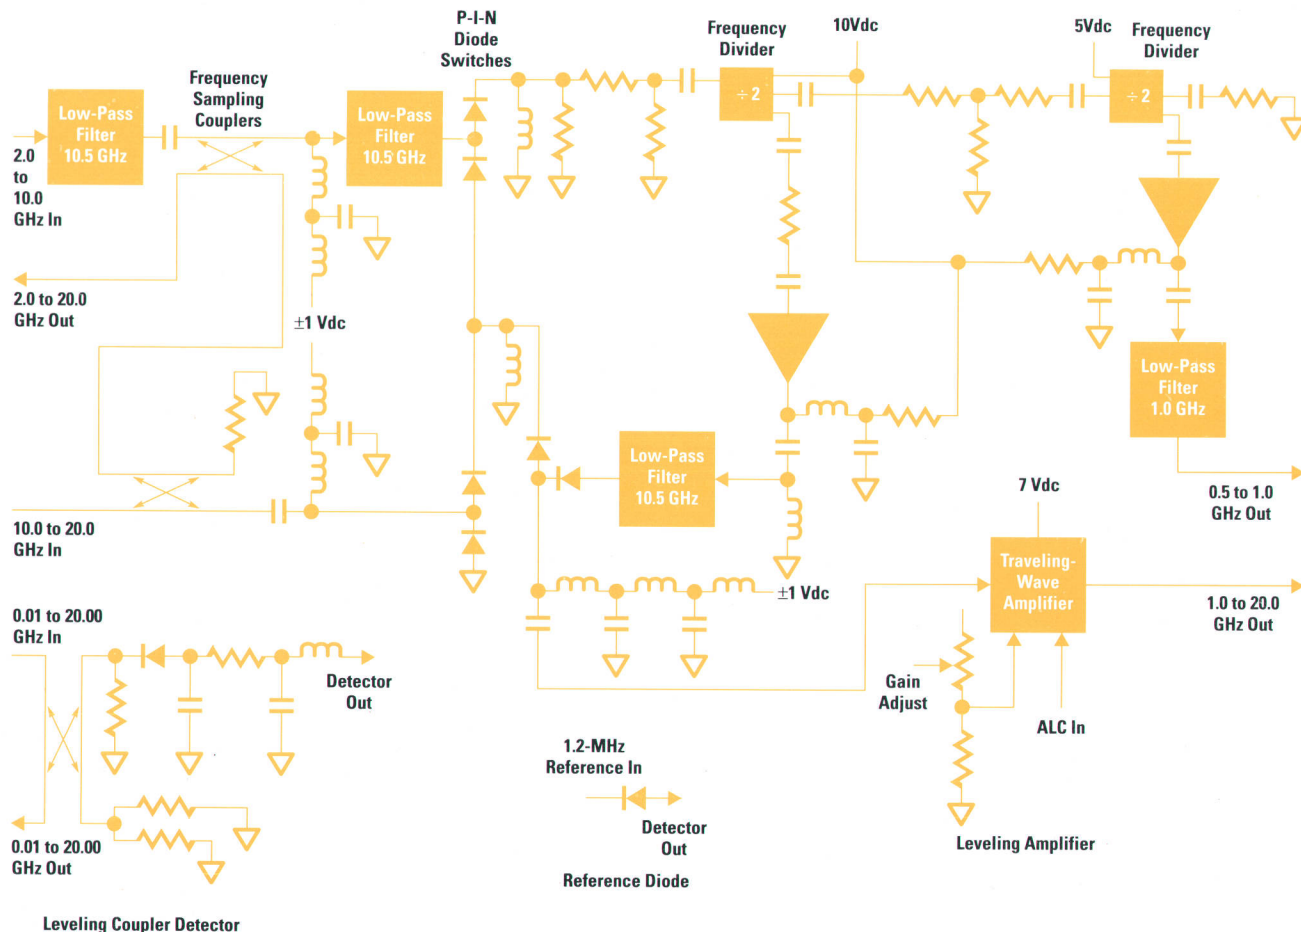 P-I-N
Diode
Switches
Frequency
Divider
10Vdc
5Vdc
Frequency
Divider
Frequency
Sampling
Couplers
Low-Pass
Filter
10.5 GHz
Low-Pass
Filter
10.5 GHz
÷ 2
÷ 2
2.0
to
10.0
GHz In
2.0 to 20.0
GHz Out
±1 Vdc
Low-Pass
Filter
1.0 GHz
Low-Pass
Filter
10.5 GHz
0.5 to 1.0
GHz Out
10.0 to 20.0
GHz In
7 Vdc
Traveling-
Wave
Amplifier
±1 Vdc
1.0 to 20.0
GHz Out
0.01 to 20.00
GHz In
Detector
Out
Gain
Adjust
ALC In
1.2-MHz
Reference In
Detector
Out
0.01 to 20.00
GHz Out
Leveling Amplifier
Reference Diode
Leveling Coupler Detector